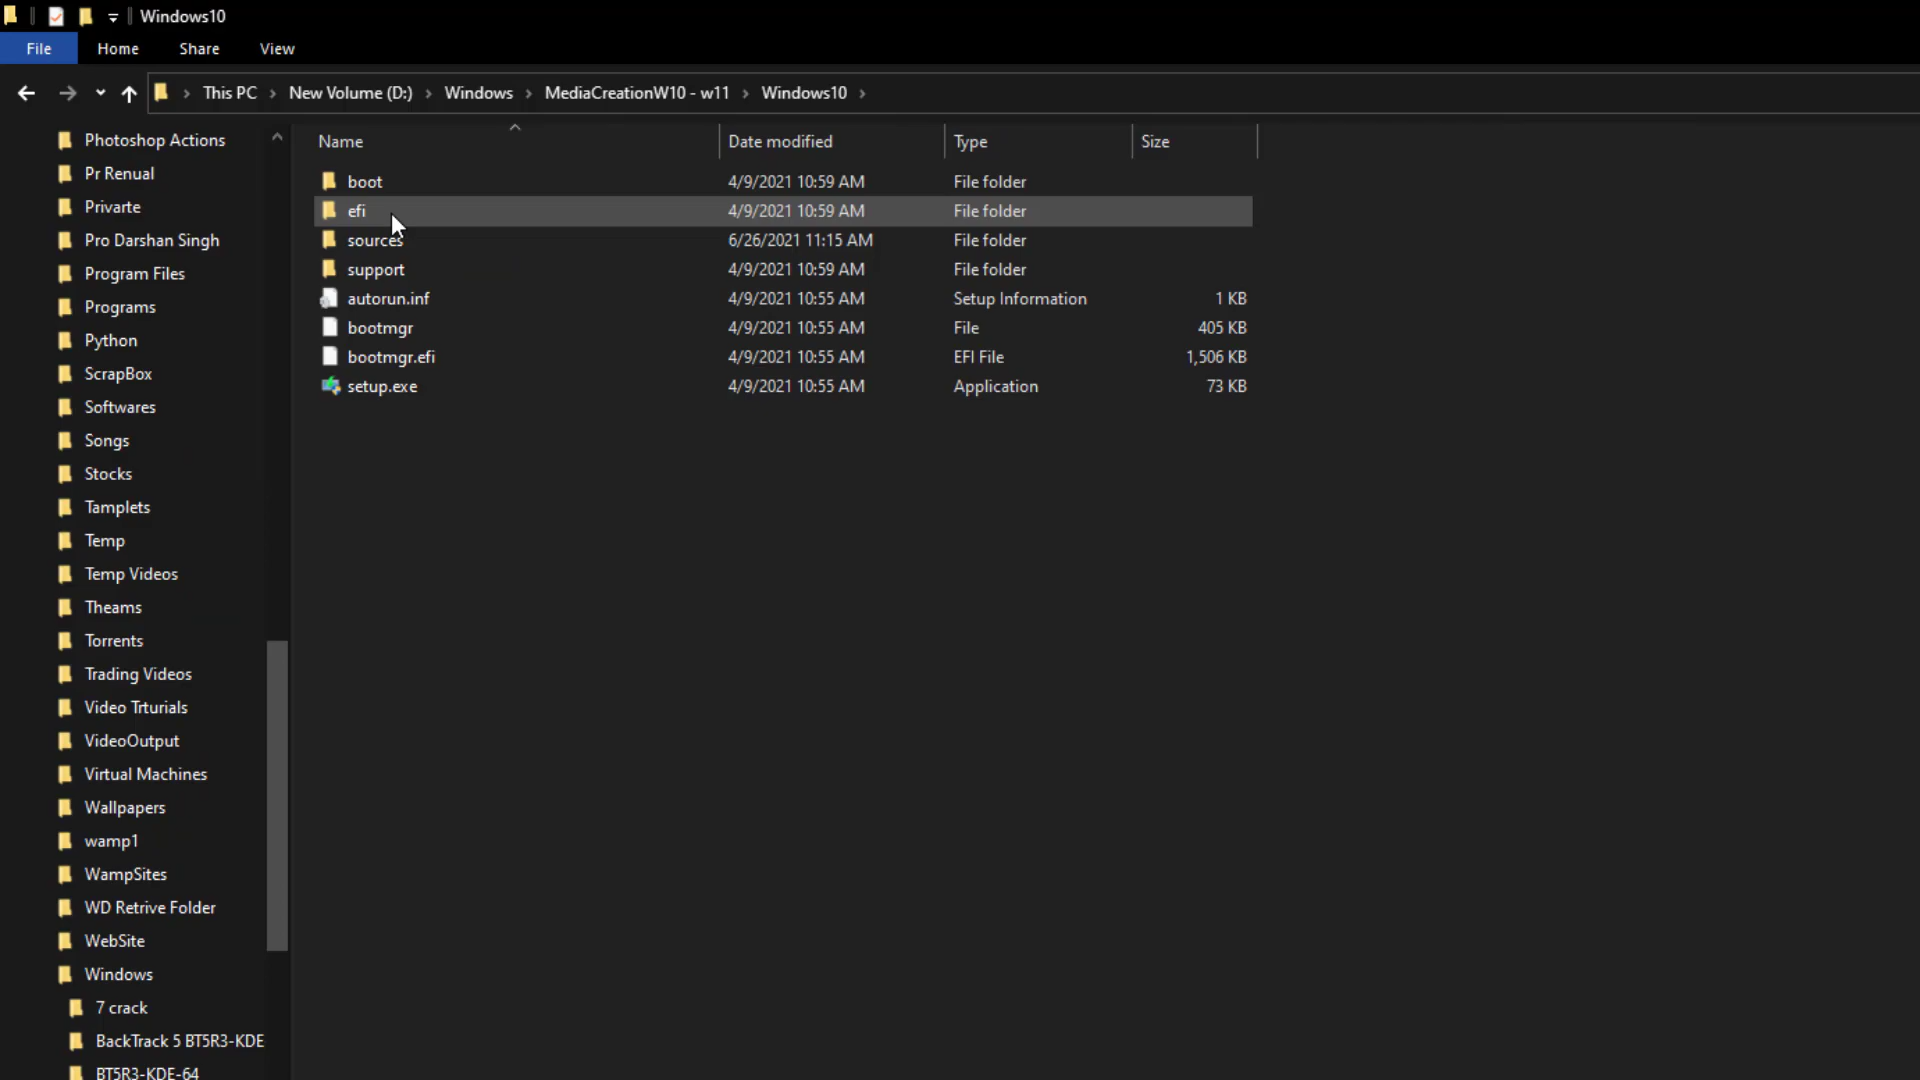 Windows10
File Home Share View
This PC New Volume (D:) Windows MediaCreationW10 - w11 Windows10
Photoshop Actions
Pr Renual
Privarte
Pro Darshan Singh
Program Files
Programs
Python
ScrapBox
Softwares
Songs
Stocks
Tamplets
Temp
Temp Videos
Theams
Torrents
Trading Videos
Video Trturials
VideoOutput
Virtual Machines
Wallpapers
wamp1
WampSites
WD Retrive Folder
WebSite
Windows
7 crack
BackTrack 5 BT5R3-KDE
BT5R3-KDE-64
Name Date modified Type Size
boot 4/9/2021 10:59 AM File folder
efi 4/9/2021 10:59 AM File folder
sources 6/26/2021 11:15 AM File folder
support 4/9/2021 10:59 AM File folder
autorun.inf 4/9/2021 10:55 AM Setup Information 1 KB
bootmgr 4/9/2021 10:55 AM File 405 KB
bootmgr.efi 4/9/2021 10:55 AM EFI File 1,506 KB
setup.exe 4/9/2021 10:55 AM Application 73 KB